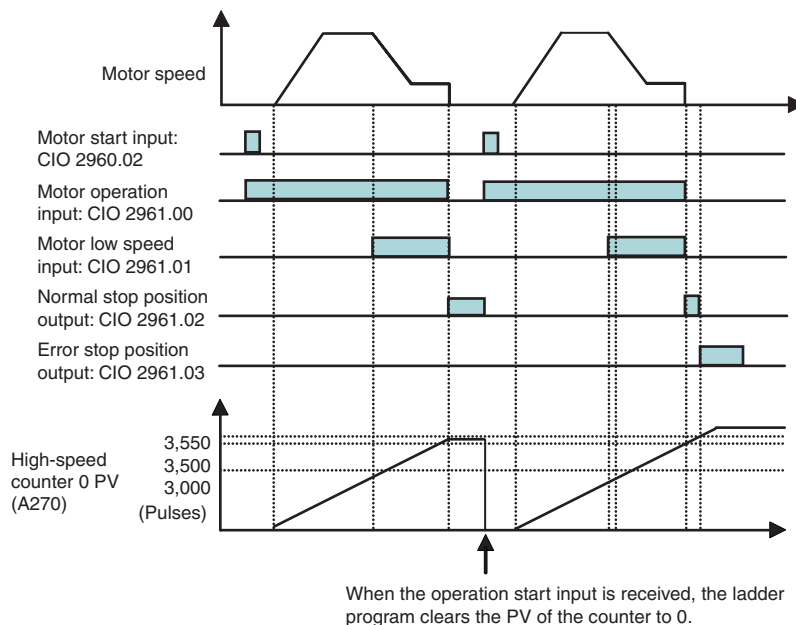 Motor speed
Motor start input:
CIO 2960.02
Motor operation
input: CIO 2961.00
Motor low speed
input: CIO 2961.01
Normal stop position
output: CIO 2961.02
Error stop position
output: CIO 2961.03
High-speed
counter 0 PV
(A270)
3,550
3,500
3,000
(Pulses)
When the operation start input is received, the ladder
program clears the PV of the counter to 0.